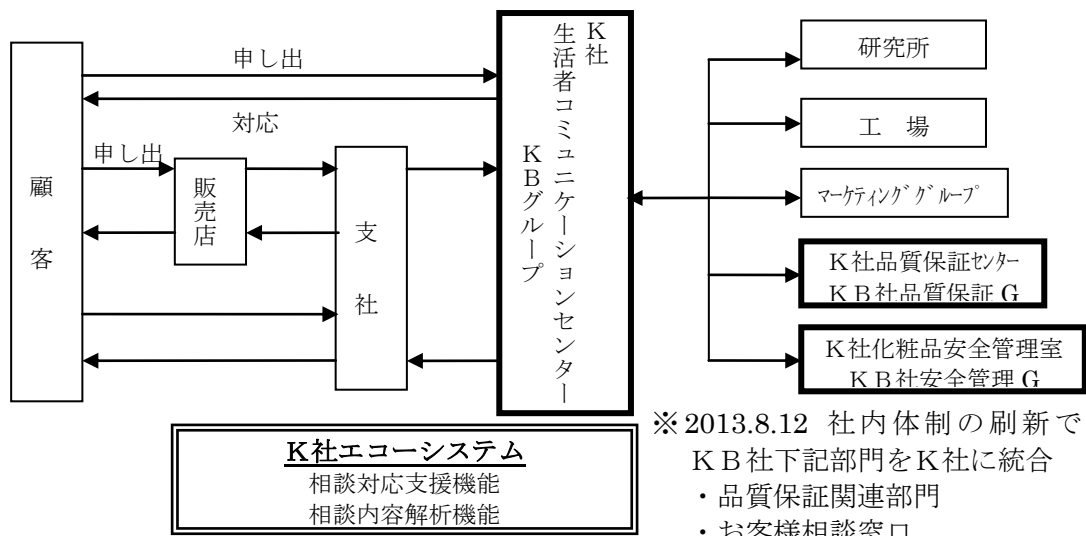 申し出
対応
申し出
顧客
販売店
支社
K社
生活者コミュニケーションセンター
KBグループ
研究所
工 場
マーケティンググループ
K社品質保証センター
KB社品質保証G
K社化粧品安全管理室
KB社安全管理G
K社エコーシステム
相談対応支援機能
相談内容解析機能
※2013.8.12 社内体制の刷新で
KB社下記部門をK社に統合
・品質保証関連部門
・お客様相談窓口